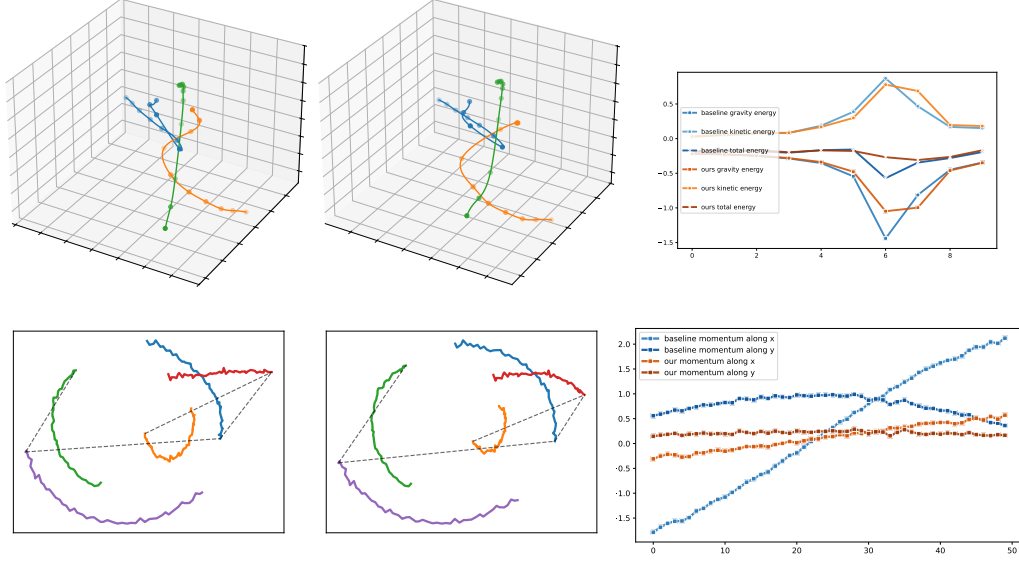 0.5
baseline gravity energy
baseline kinetic energy
baseline total energy
−0.5
ours gravity energy
ours kinetic energy
−1.0
ours total energy
−1.5
0 2 4 6 8
baseline momentum along x
baseline momentum along y
our momentum along x
our momentum along y
2.0
1.5
1.0
0.5
0.0
0.5
1.0
1.5
0 10 20 30 40 50